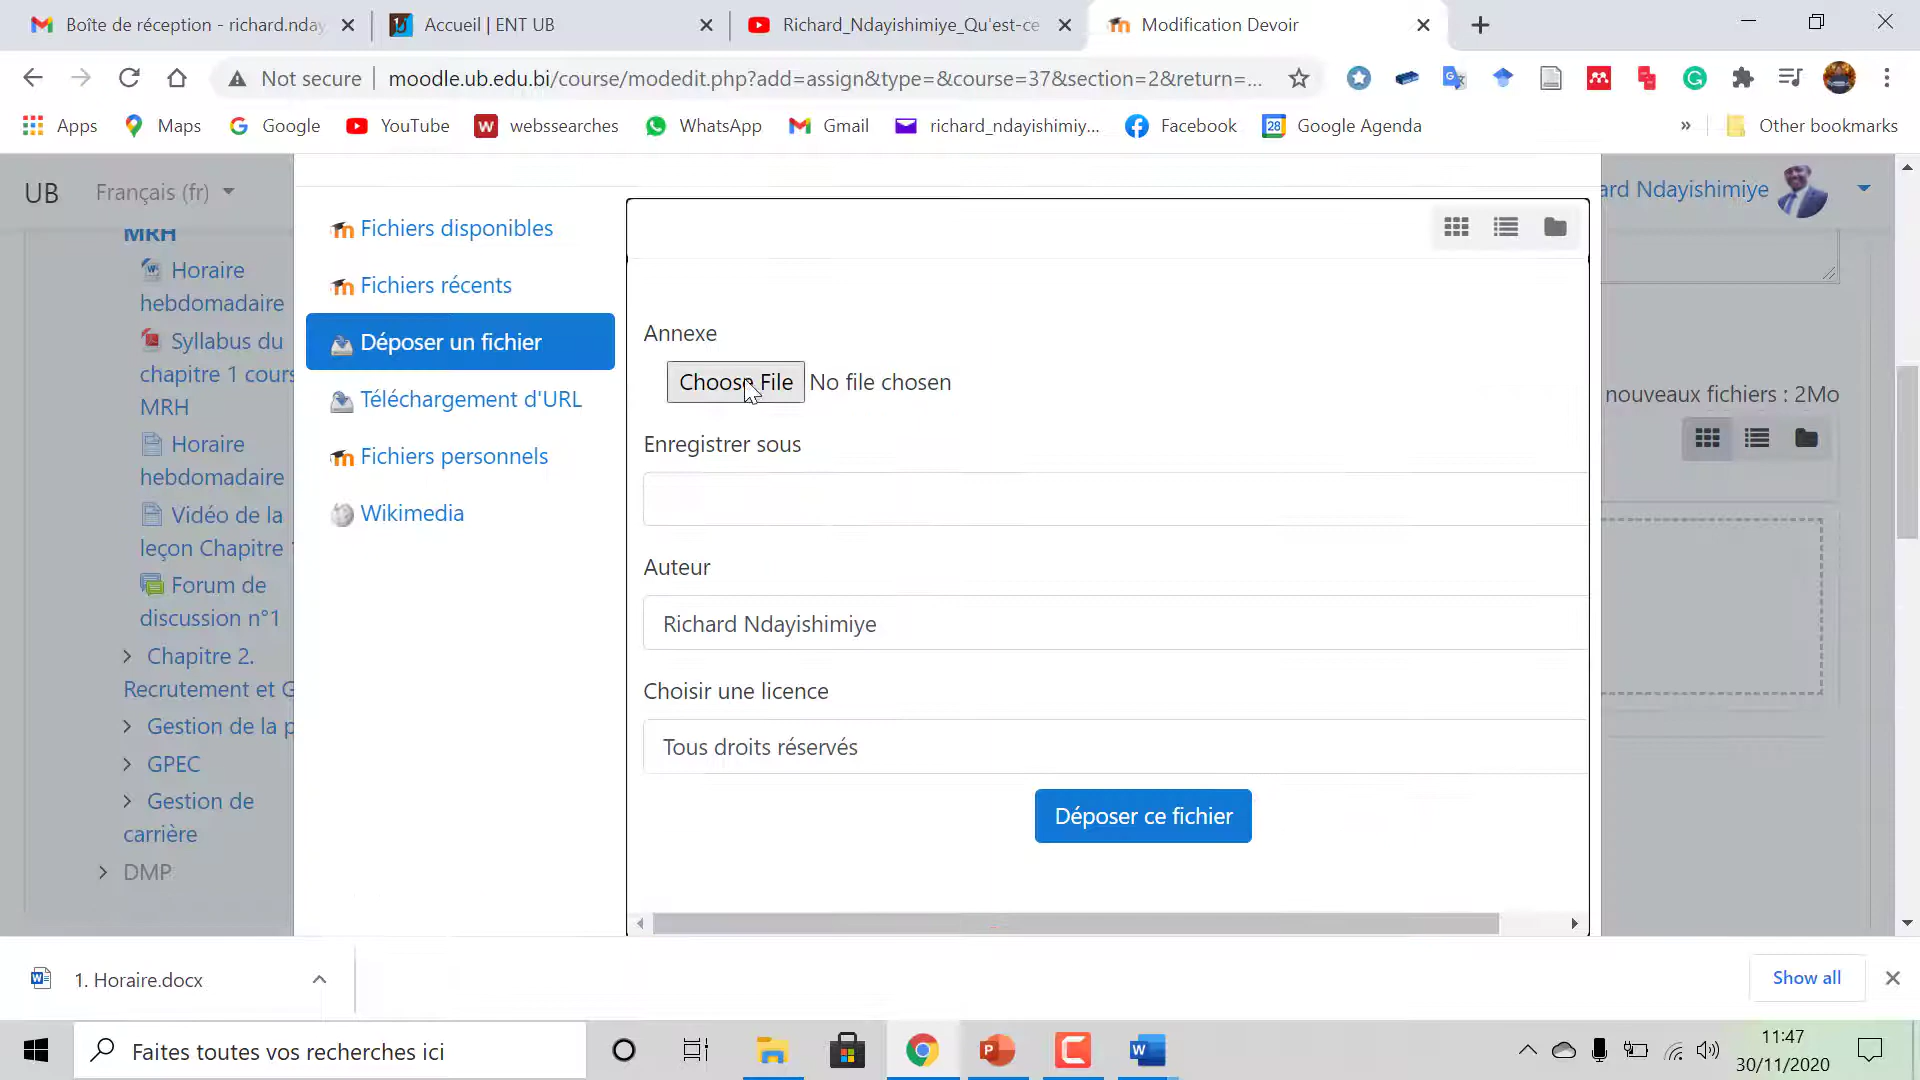 Boîte de réception - richard.nday
Accueil | ENT UB
Richard_Ndayishimiye_Qu'est-ce
Modification Devoir
Not secure
moodle.ub.edu.bi/course/modedit.php?add=assign&type=&course=37&section=2&return=...
Apps
Maps
Google
YouTube
webssearches
WhatsApp
Gmail
richard_ndayishimiy...
Facebook
Google Agenda
»
Other bookmarks
UB
Français (fr)
ard Ndayishimiye
MRH
Horaire
hebdomadaire
Syllabus du
chapitre 1 cours
MRH
Horaire
hebdomadaire
Vidéo de la
leçon Chapitre
Forum de
discussion n°1
Chapitre 2.
Recrutement et G
Gestion de la p
GPEC
Gestion de
carrière
DMP
Fichiers disponibles
Fichiers récents
Déposer un fichier
Téléchargement d'URL
Fichiers personnels
Wikimedia
Annexe
Choose File No file chosen
Enregistrer sous
Auteur
Richard Ndayishimiye
Choisir une licence
Tous droits réservés
Déposer ce fichier
nouveaux fichiers : 2Mo
1. Horaire.docx
Show all
Faites toutes vos recherches ici
11:47
30/11/2020